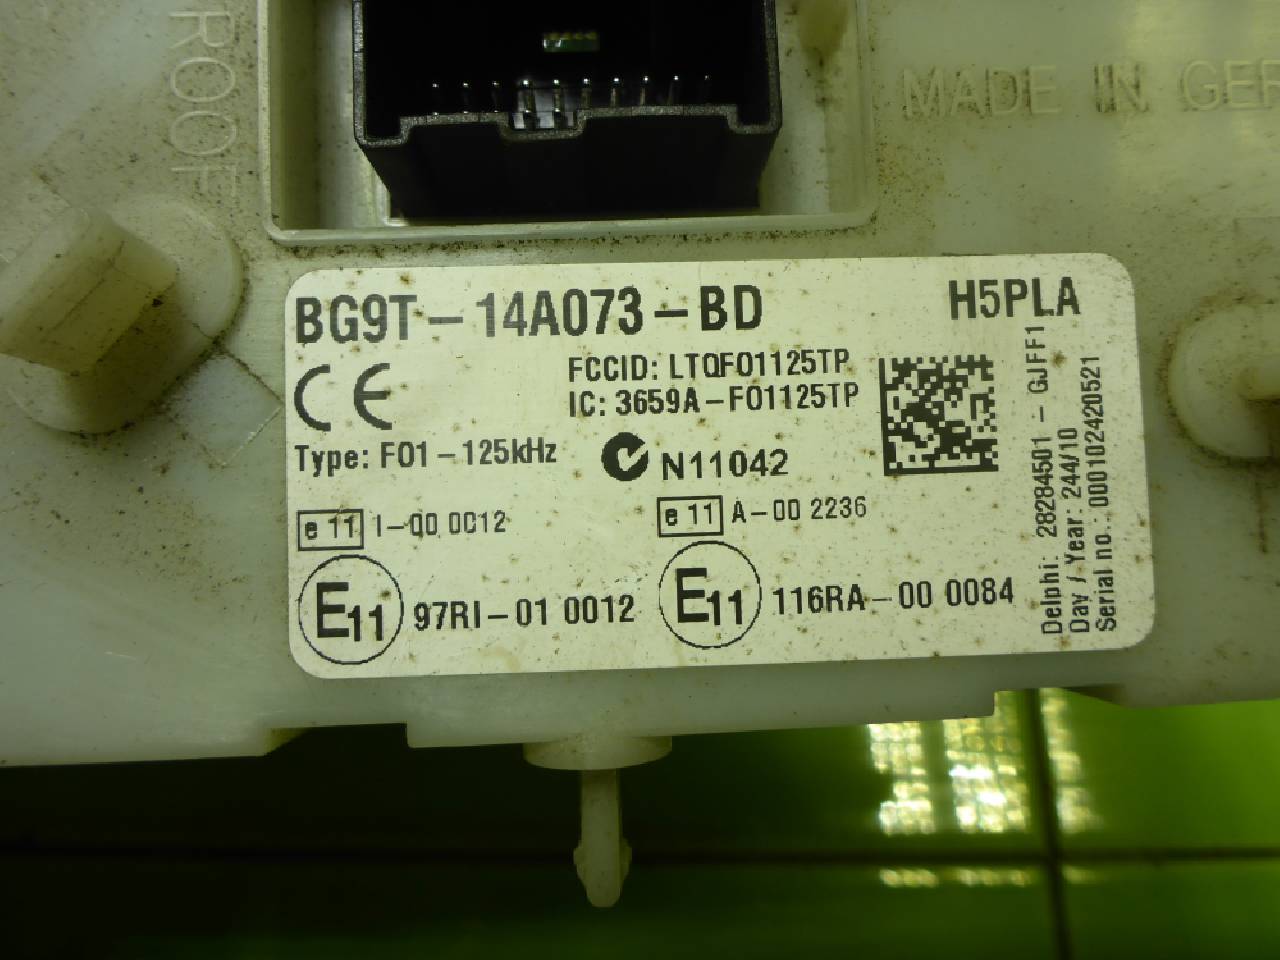 ROOF
MADE IN GER
BG9T-14A073-BD
H5PLA
CE
FCCID: LTQF01125TP
IC: 3659A-F01125TP
Type: F01-125kHz
N11042
e 11 I-00 0012
e 11 A-00 2236
E11 97RI-01 0012
E11 116RA-00 0084
Delphi: 28284501-GJFF1
Day / Year: 244/10
Serial no.: 000102420521